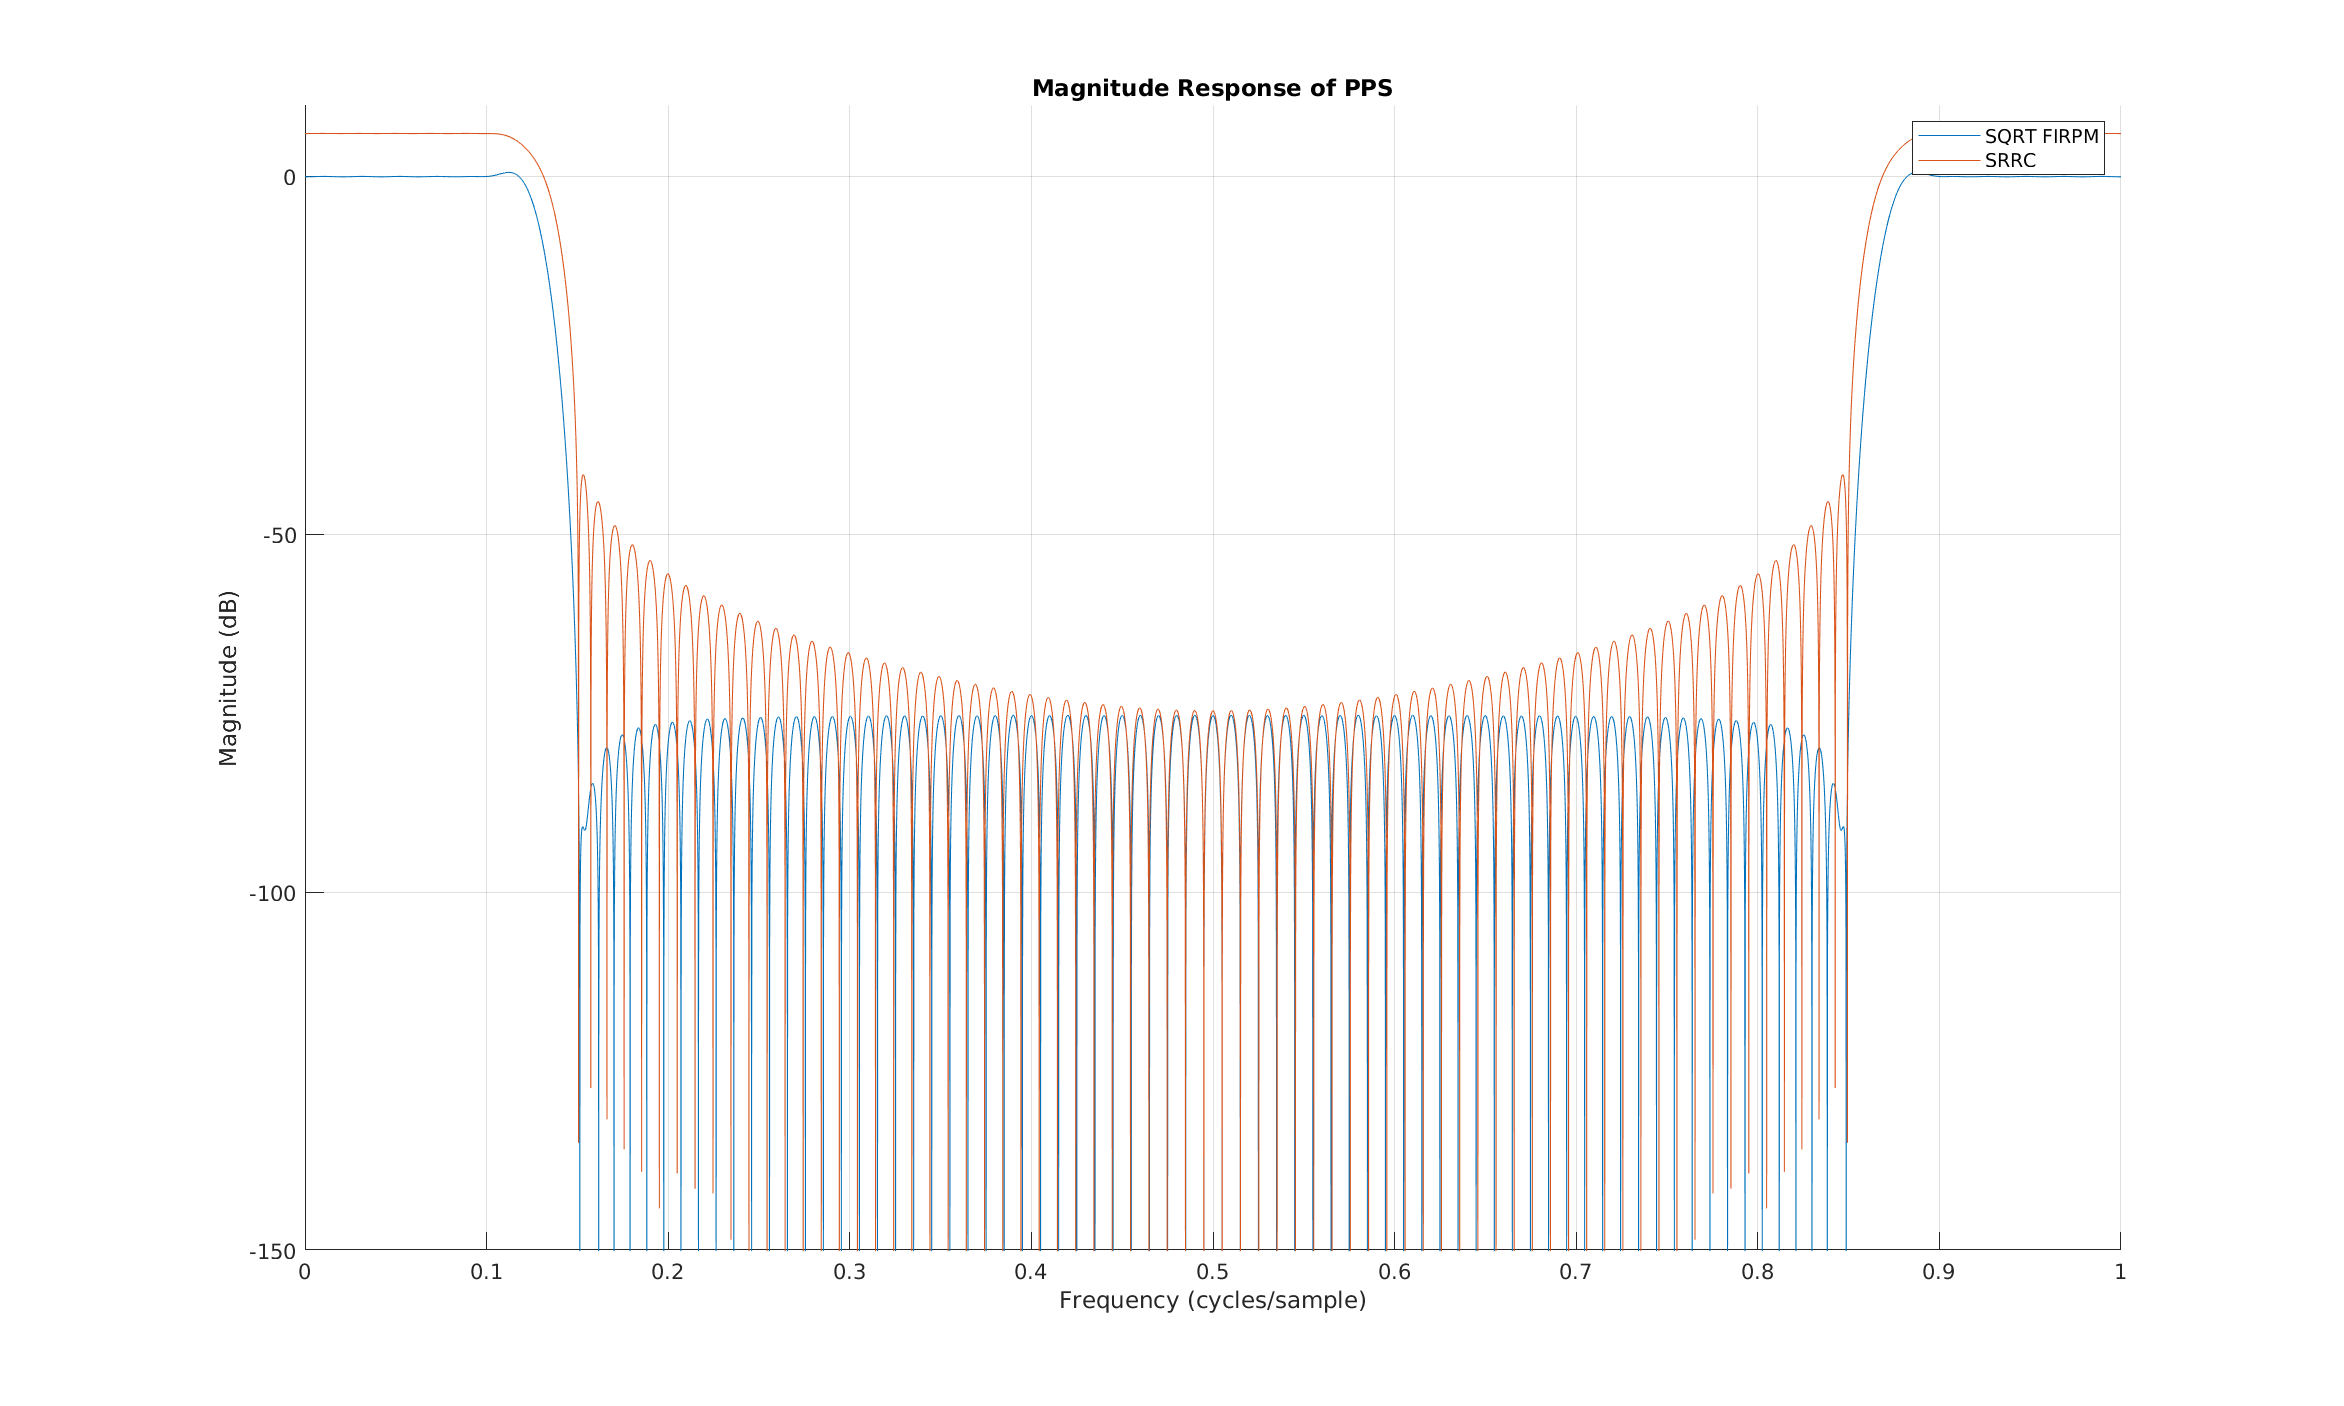 Magnitude Response of PPS
SQRT FIRPM
SRRC
0
-50
-100
-150
Magnitude (dB)
0 0.1 0.2 0.3 0.4 0.5 0.6 0.7 0.8 0.9 1
Frequency (cycles/sample)